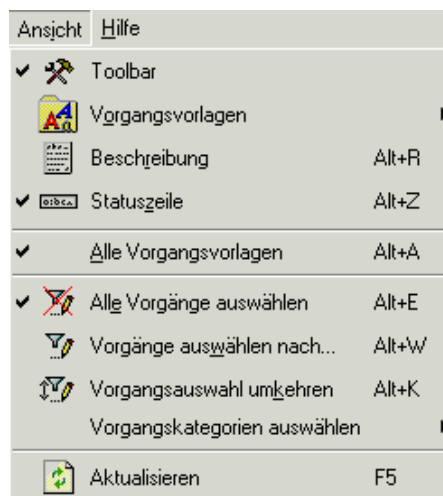 Ansicht Hilfe
Toolbar
Vorgangsvorlagen
Beschreibung Alt+R
Statuszeile Alt+Z
Alle Vorgangsvorlagen Alt+A
Alle Vorgänge auswählen Alt+E
Vorgänge auswählen nach... Alt+W
Vorgangsauswahl umkehren Alt+K
Vorgangskategorien auswählen
Aktualisieren F5